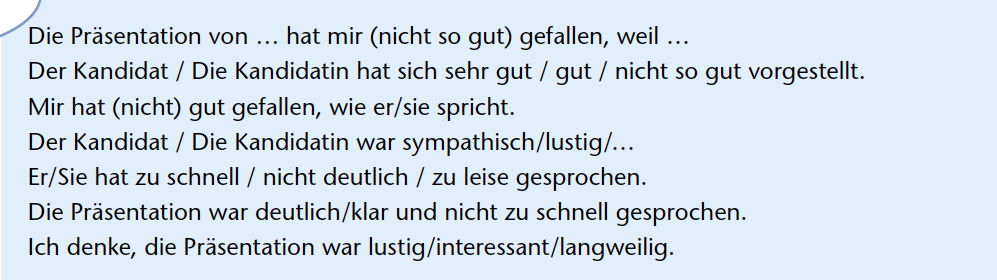 Die Präsentation von … hat mir (nicht so gut) gefallen, weil …
Der Kandidat / Die Kandidatin hat sich sehr gut / gut / nicht so gut vorgestellt.
Mir hat (nicht) gut gefallen, wie er/sie spricht.
Der Kandidat / Die Kandidatin war sympathisch/lustig/…
Er/Sie hat zu schnell / nicht deutlich / zu leise gesprochen.
Die Präsentation war deutlich/klar und nicht zu schnell gesprochen.
Ich denke, die Präsentation war lustig/interessant/langweilig.